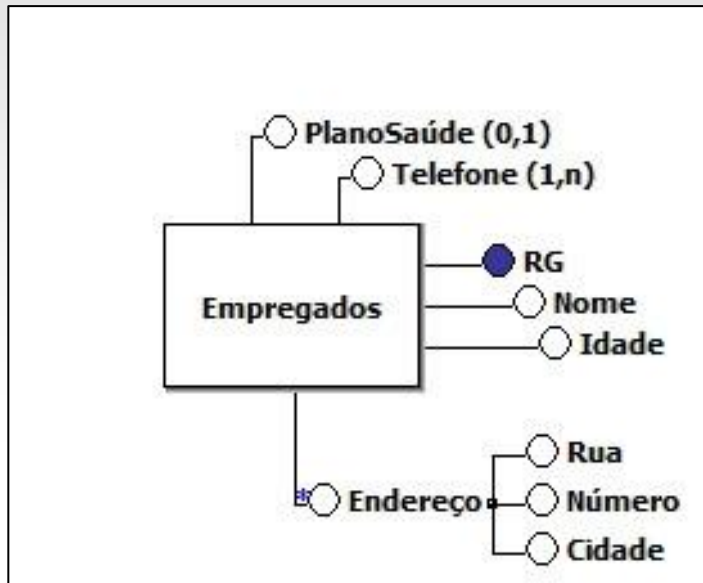 PlanoSaúde (0,1)
Telefone (1,n)
RG
Empregados
Nome
Idade
Rua
* Endereço
Número
Cidade